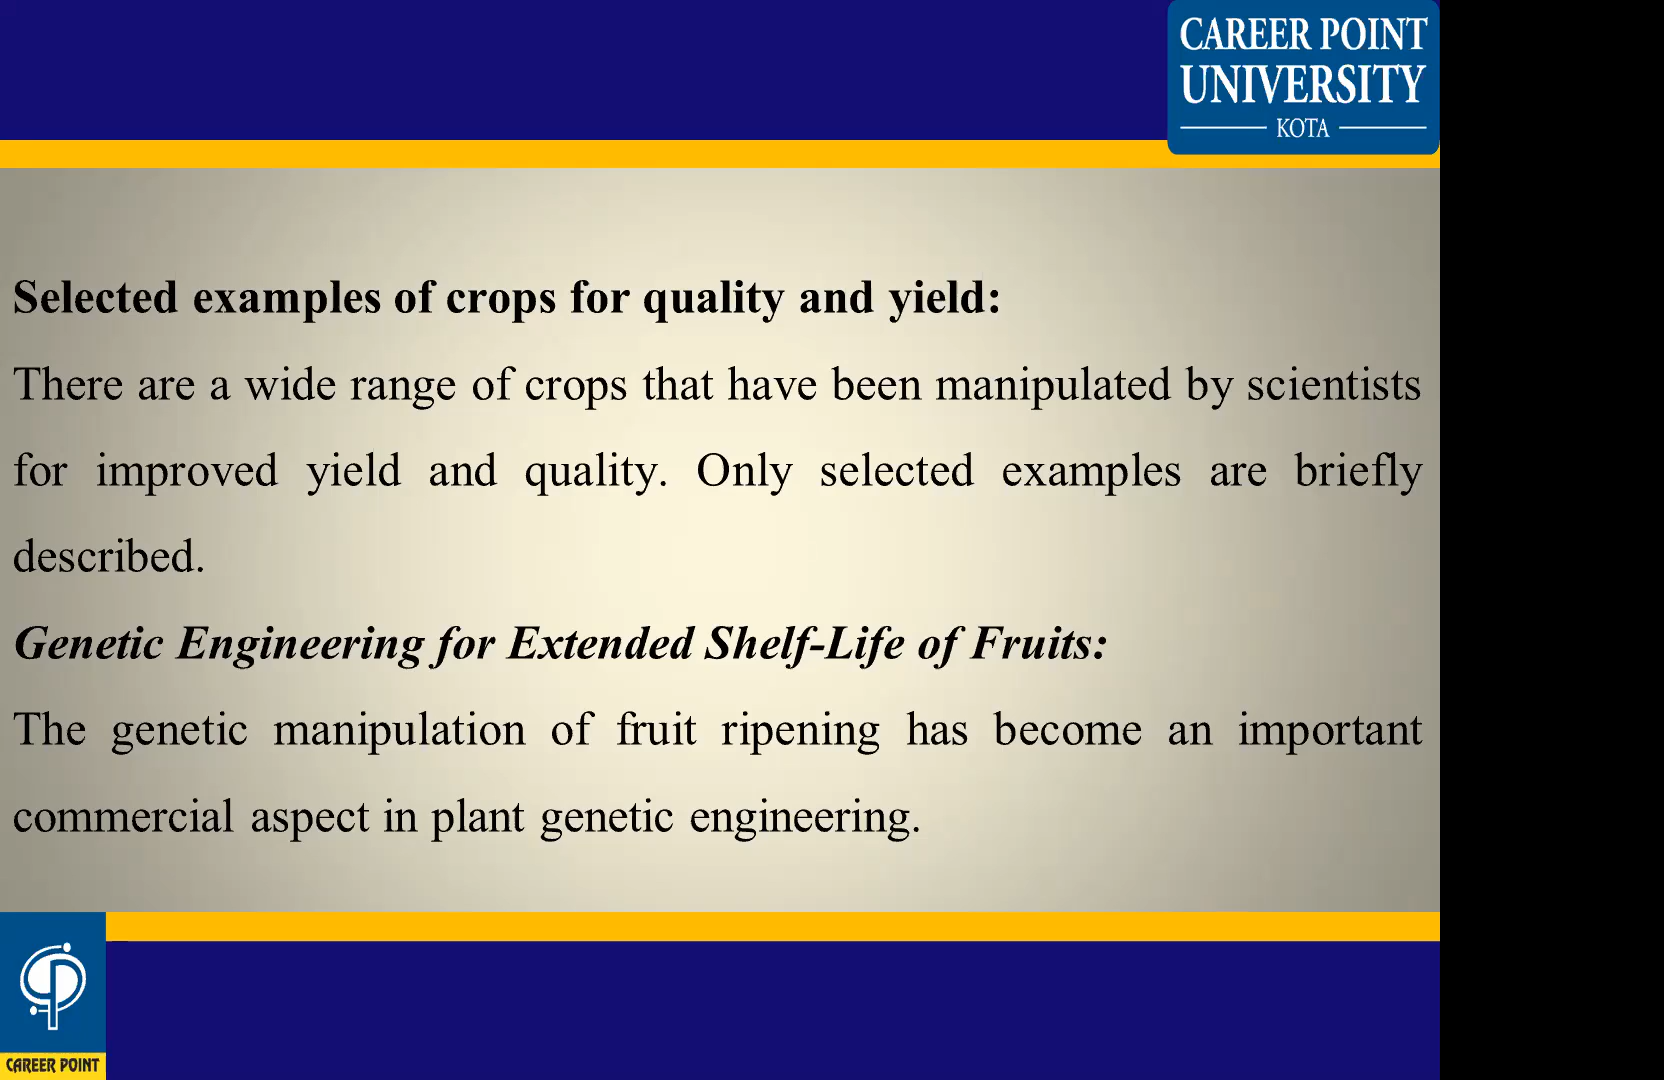 CAREER POINT
UNIVERSITY
KOTA
Selected examples of crops for quality and yield:
There are a wide range of crops that have been manipulated by scientists
for improved yield and quality. Only selected examples are briefly
described.
Genetic Engineering for Extended Shelf-Life of Fruits:
The genetic manipulation of fruit ripening has become an important
commercial aspect in plant genetic engineering.
CAREER POINT